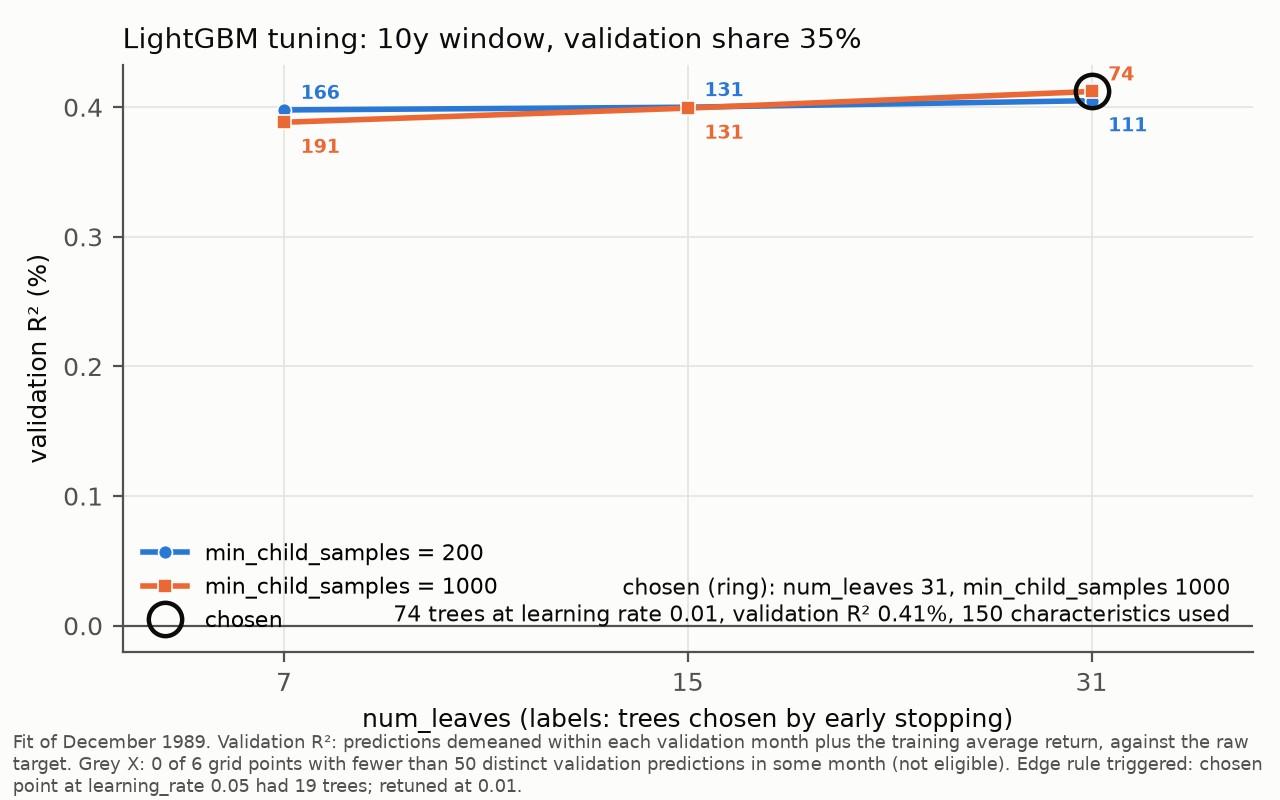 LightGBM tuning: 10y window, validation share 35%
validation R² (%)
0.4
0.3
0.2
0.1
0.0
166
191
131
131
74
111
min_child_samples = 200
min_child_samples = 1000
chosen
chosen (ring): num_leaves 31, min_child_samples 1000
74 trees at learning rate 0.01, validation R² 0.41%, 150 characteristics used
7
15
31
num_leaves (labels: trees chosen by early stopping)
Fit of December 1989. Validation R²: predictions demeaned within each validation month plus the training average return, against the raw
target. Grey X: 0 of 6 grid points with fewer than 50 distinct validation predictions in some month (not eligible). Edge rule triggered: chosen
point at learning_rate 0.05 had 19 trees; retuned at 0.01.